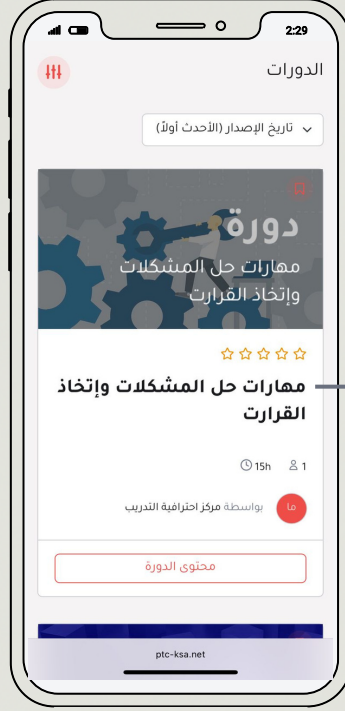 2:29
الدورات
تاريخ الإصدار (الأحدث أولاً)
دورة
مهارات حل المشكلات
وإتخاذ القرارت
مهارات حل المشكلات وإتخاذ
القرارت
1 15h
ما بواسطة مركز احترافية التدريب
محتوى الدورة
ptc-ksa.net